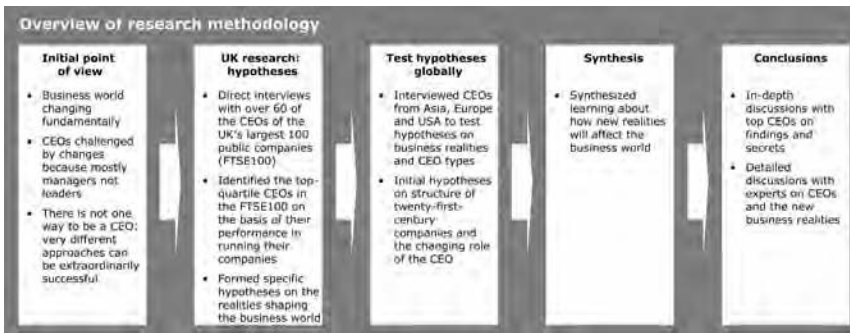 Overview of research methodology
Initial point
of view
• Business world
changing
fundamentally
• CEOs challenged
by changes
because mostly
managers not
leaders
• There is not one
way to be a CEO:
very different
approaches can
be extraordinarily
successful
UK research:
hypotheses
• Direct interviews
with over 60 of
the CEOs of the
UK's largest 100
public companies
(FTSE100)
• Identified the top-
quartile CEOs in
the FTSE100 on
the basis of their
performance in
running their
companies
• Formed specific
hypotheses on the
realities shaping
the business world
Test hypotheses
globally
• Interviewed CEOs
from Asia, Europe
and USA to test
hypotheses on
business realities
and CEO types
• Initial hypotheses
on structure of
twenty-first-
century
companies and
the changing role
of the CEO
Synthesis
• Synthesized
learning about
how new realities
will affect the
business world
Conclusions
• In-depth
discussions with
top CEOs on
findings and
secrets
• Detailed
discussions with
experts on CEOs
and the new
business realities